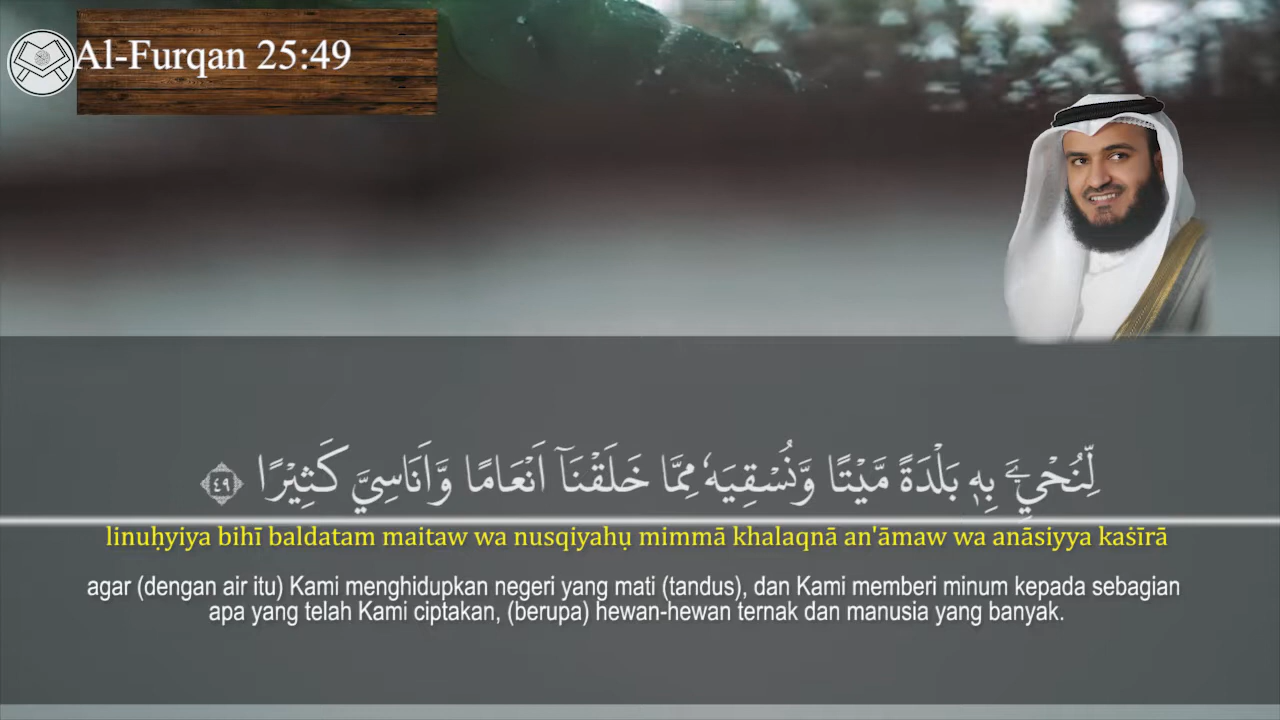 Al-Furqan 25:49
لِّنُحْيِۦَ بِهٖ بَلْدَةً مَّيْتًا وَّنُسْقِيَهٗ مِمَّا خَلَقْنَآ اَنْعَامًا وَّاَنَاسِيَّ كَثِيْرًا ٤٩
linuḥyiya bihī baldatam maitaw wa nusqiyahụ mimmā khalaqnā an'āmaw wa anāsiyya kaṡīrā
agar (dengan air itu) Kami menghidupkan negeri yang mati (tandus), dan Kami memberi minum kepada sebagian
apa yang telah Kami ciptakan, (berupa) hewan-hewan ternak dan manusia yang banyak.